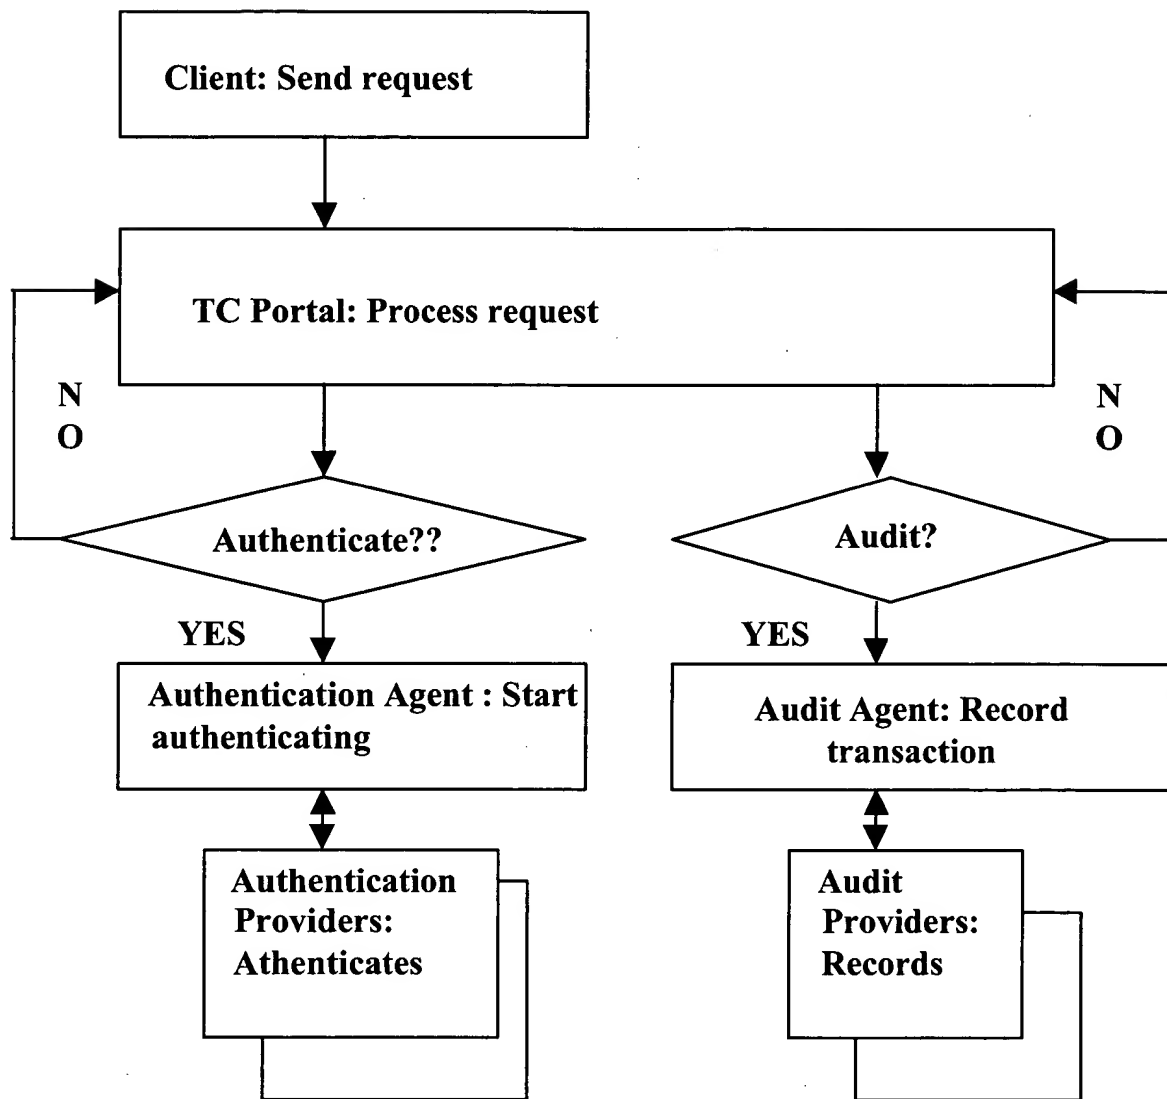 Client: Send request
TC Portal: Process request
N
O
N
O
Authenticate??
Audit?
YES
YES
Authentication Agent : Start
authenticating
Audit Agent: Record
transaction
Authentication
Providers:
Athenticates
Audit
Providers:
Records